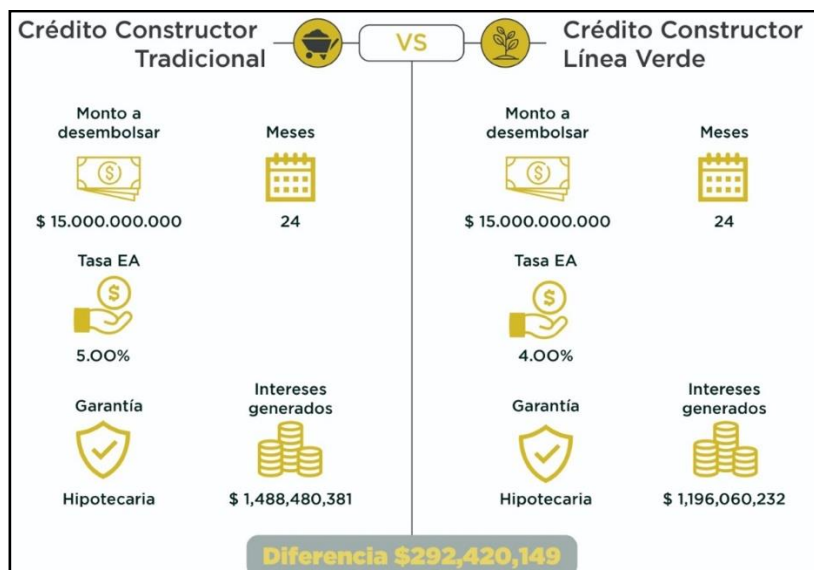 Crédito Constructor
Tradicional
VS
Crédito Constructor
Línea Verde
Monto a
desembolsar
Meses
$ 15.000.000.000
24
Tasa EA
5.00%
Garantía
Intereses
generados
Hipotecaria
$ 1,488,480,381
Monto a
desembolsar
Meses
$ 15.000.000.000
24
Tasa EA
4.00%
Garantía
Intereses
generados
Hipotecaria
$ 1,196,060,232
Diferencia $292,420,149